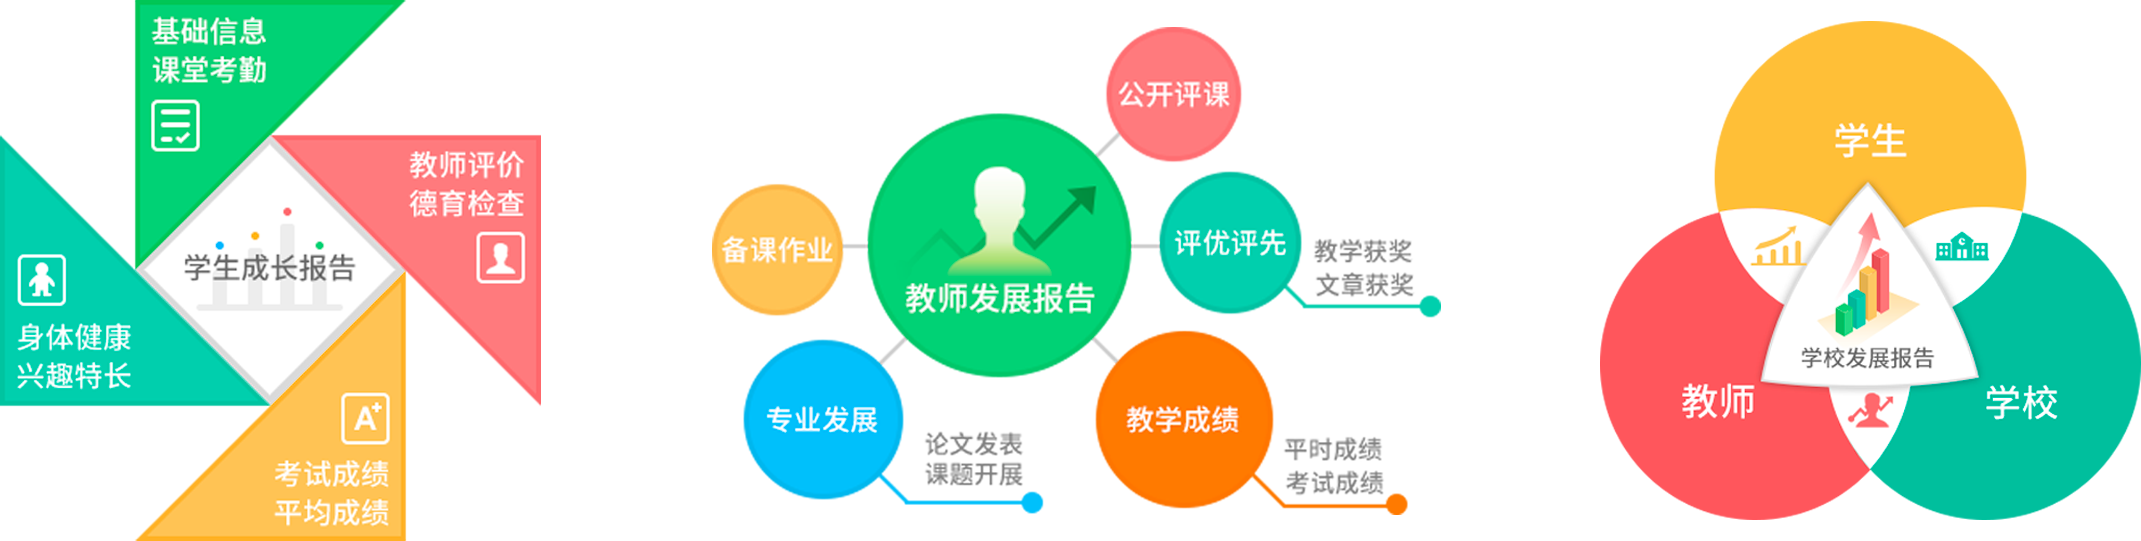 基础信息
课堂考勤
教师评价
德育检查
学生成长报告
身体健康
兴趣特长
A+
考试成绩
平均成绩
公开评课
备课作业
评优评先
教学获奖
文章获奖
教师发展报告
专业发展
论文发表
课题开展
教学成绩
平时成绩
考试成绩
学生
学校发展报告
教师
学校